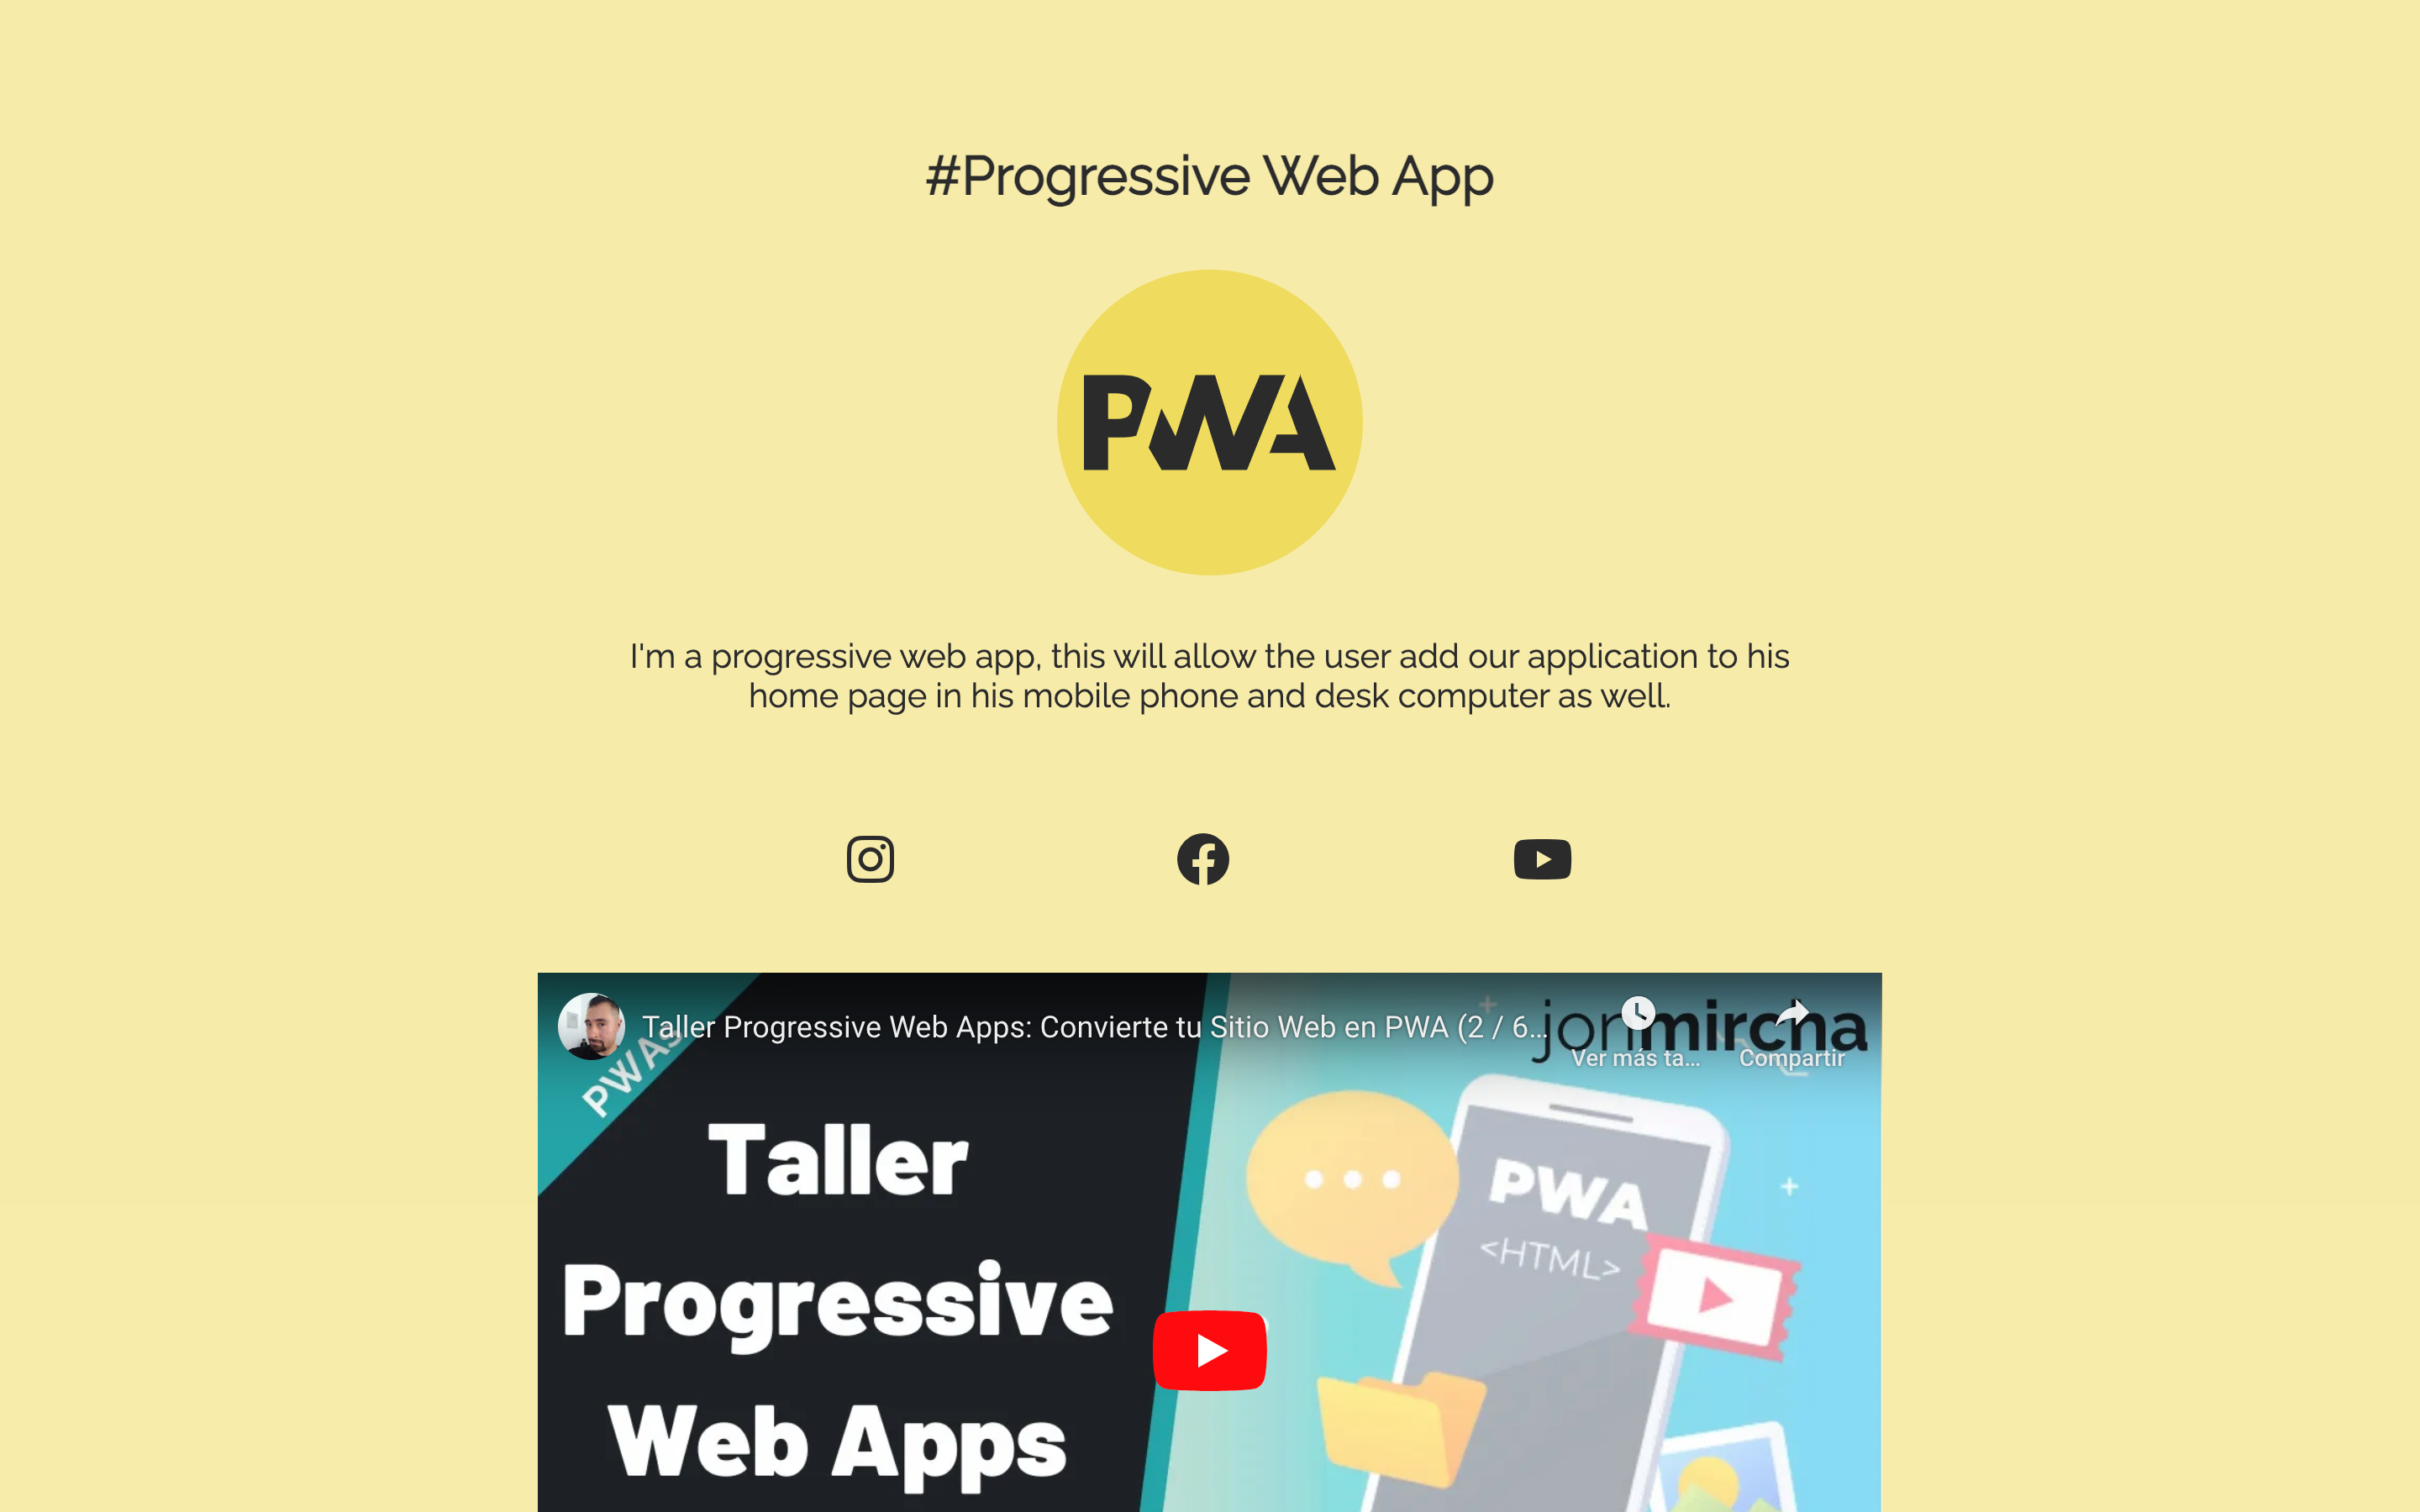 #Progressive Web App
PWA
I'm a progressive web app, this will allow the user add our application to his
home page in his mobile phone and desk computer as well.
Taller Progressive Web Apps: Convierte tu Sitio Web en PWA (2 / 6...
jonmircha
Ver más ta...
Compartir
PWAs
Taller
Progressive
Web Apps
PWA
<HTML>